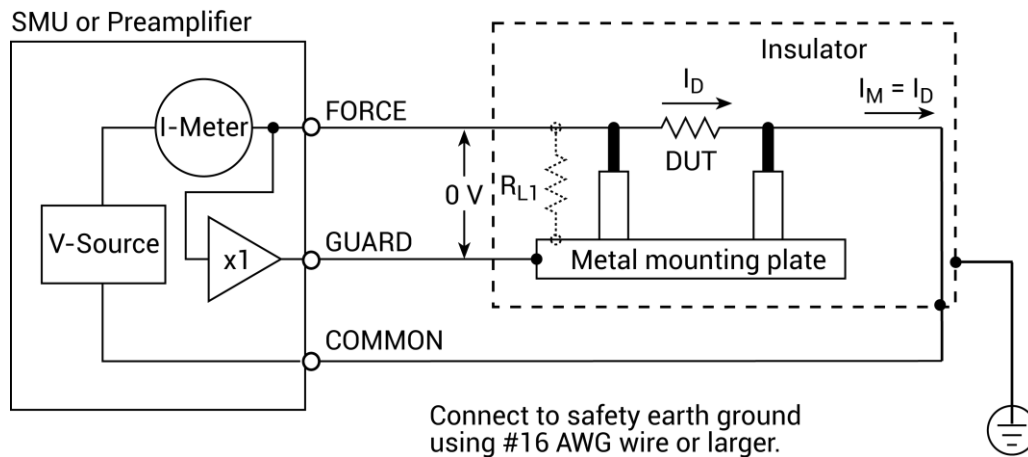 SMU or Preamplifier
Insulator
I-Meter
FORCE
I_D
I_M = I_D
DUT
0 V
R_L1
V-Source
x1
GUARD
Metal mounting plate
COMMON
Connect to safety earth ground
using #16 AWG wire or larger.